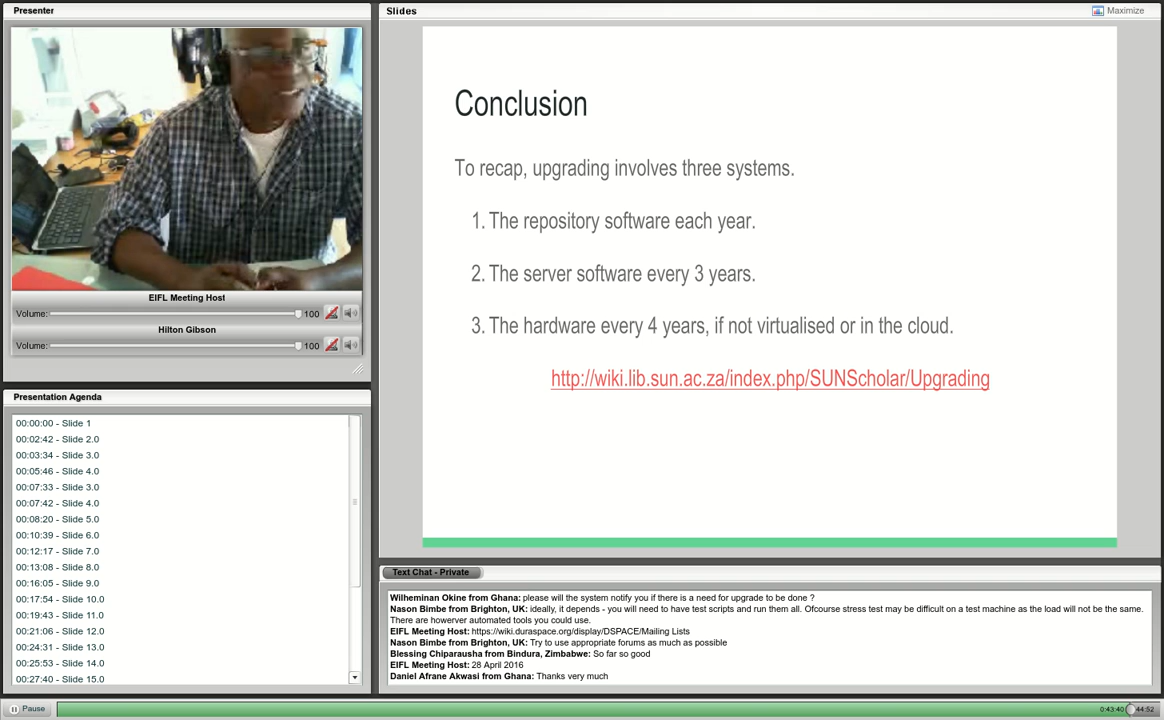 Presenter
EIFL Meeting Host
Volume: 100
Hilton Gibson
Volume: 100
Presentation Agenda
00:00:00 - Slide 1
00:02:42 - Slide 2.0
00:03:34 - Slide 3.0
00:05:46 - Slide 4.0
00:07:33 - Slide 3.0
00:07:42 - Slide 4.0
00:08:20 - Slide 5.0
00:10:39 - Slide 6.0
00:12:17 - Slide 7.0
00:13:08 - Slide 8.0
00:16:05 - Slide 9.0
00:17:54 - Slide 10.0
00:19:43 - Slide 11.0
00:21:06 - Slide 12.0
00:24:31 - Slide 13.0
00:25:53 - Slide 14.0
00:27:40 - Slide 15.0
Slides
Maximize
Conclusion
To recap, upgrading involves three systems.
1. The repository software each year.
2. The server software every 3 years.
3. The hardware every 4 years, if not virtualised or in the cloud.
http://wiki.lib.sun.ac.za/index.php/SUNScholar/Upgrading
Text Chat - Private
Wilheminan Okine from Ghana: please will the system notify you if there is a need for upgrade to be done ?
Nason Bimbe from Brighton, UK: ideally, it depends - you will need to have test scripts and run them all. Ofcourse stress test may be difficult on a test machine as the load will not be the same.
There are howerver automated tools you could use.
EIFL Meeting Host: https://wiki.duraspace.org/display/DSPACE/Mailing Lists
Nason Bimbe from Brighton, UK: Try to use appropriate forums as much as possible
Blessing Chiparausha from Bindura, Zimbabwe: So far so good
EIFL Meeting Host: 28 April 2016
Daniel Afrane Akwasi from Ghana: Thanks very much
Pause
0:43:40 44:52